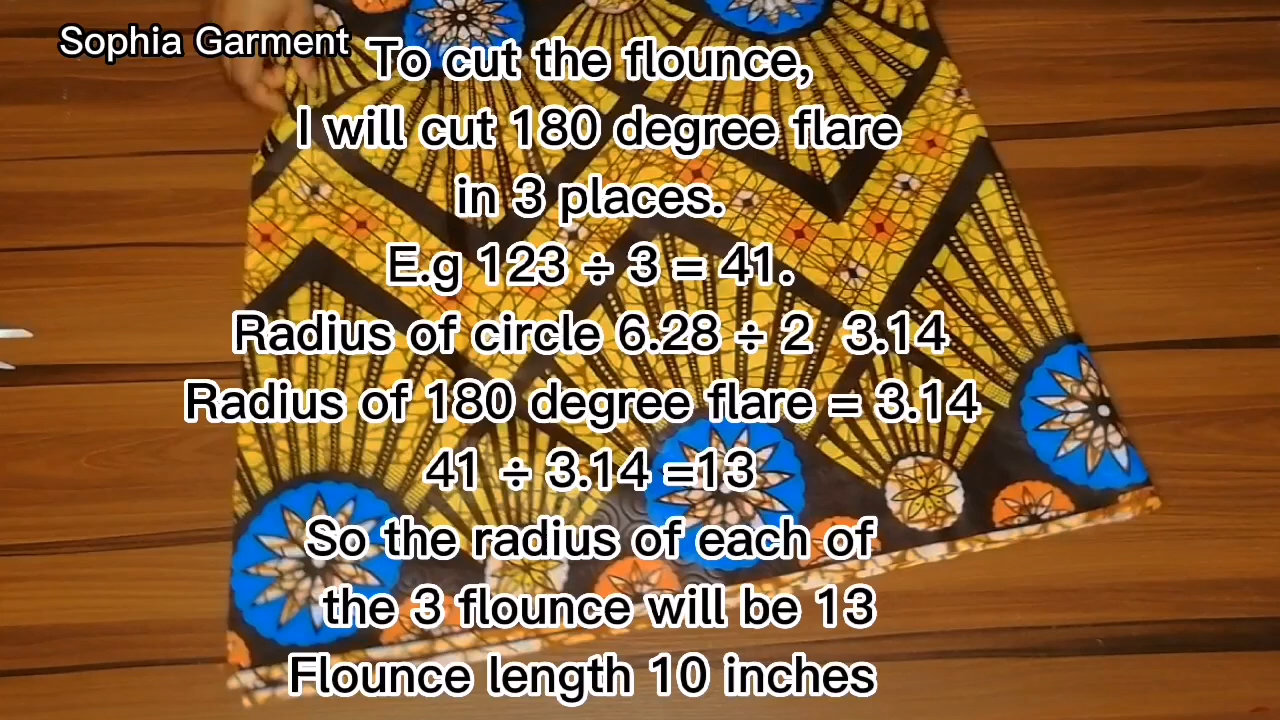 Sophia Garment
To cut the flounce,
I will cut 180 degree flare
in 3 places.
E.g 123 ÷ 3 = 41.
Radius of circle 6.28 ÷ 2 3.14
Radius of 180 degree flare = 3.14
41 ÷ 3.14 =13
So the radius of each of
the 3 flounce will be 13
Flounce length 10 inches